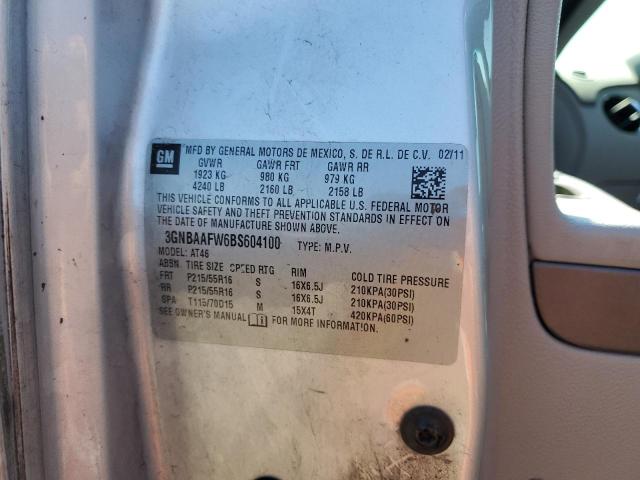 GM
MFD BY GENERAL MOTORS DE MEXICO, S. DE R.L. DE C.V. 02/11
GVWR GAWR FRT GAWR RR
1923 KG 980 KG 979 KG
4240 LB 2160 LB 2158 LB
THIS VEHICLE CONFORMS TO ALL APPLICABLE U.S. FEDERAL MOTOR
VEHICLE SAFETY AND THEFT PREVENTION STANDARDS IN EFFECT ON
THE DATE OF MANUFACTURE SHOWN ABOVE.
3GNBAAFW6BS604100 TYPE: M.P.V.
MODEL: AT46
ABBN. TIRE SIZE SPEED RTG RIM COLD TIRE PRESSURE
FRT P215/55R16 S 16X6.5J 210KPA(30PSI)
RR P215/55R16 S 16X6.5J 210KPA(30PSI)
SPA T115/70D15 M 15X4T 420KPA(60PSI)
SEE OWNER'S MANUAL FOR MORE INFORMATION.